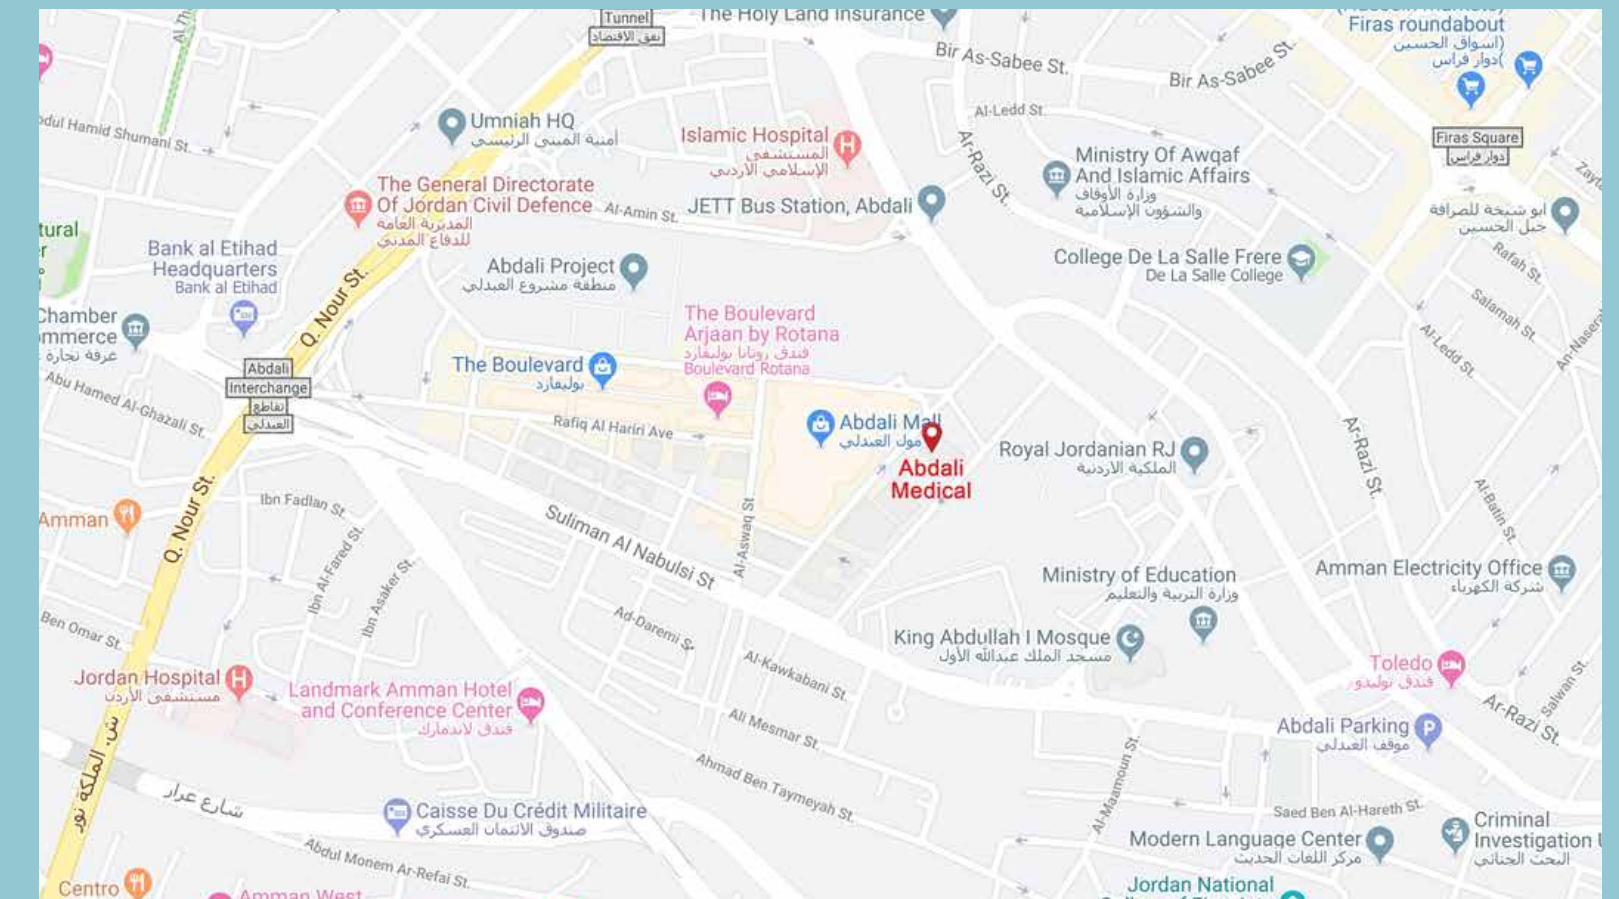 Tunnel
نفق الاقتصاد
The Holy Land Insurance
Bir As-Sabee St.
Bir As-Sabee St.
Firas roundabout
(اسواق الحسين
(دوار فراس
Al-Ledd St.
Umniah HQ
أمنية المبنى الرئيسي
Islamic Hospital
المستشفى
الإسلامي الأردني
Ar-Razi St.
Ministry Of Awqaf
And Islamic Affairs
وزارة الأوقاف
والشؤون الإسلامية
Firas Square
دوار فراس
dul Hamid Shumani St.
The General Directorate
Of Jordan Civil Defence
المديرية العامة
للدفاع المدني
Al-Amin St.
JETT Bus Station, Abdali
ابو شيخة للصرافة
جبل الحسين
tural
Bank al Etihad
Headquarters
Bank al Etihad
Abdali Project
منطقة مشروع العبدلي
College De La Salle Frere
De La Salle College
Rafah St.
Salamah St.
Q. Nour St.
The Boulevard
Arjaan by Rotana
فندق روتانا بوليفارد
Boulevard Rotana
Chamber
mmerce
غرفة تجارة
Al-Ledd St.
An-Naser
The Boulevard
بوليفارد
Abdali
Interchange
تقاطع
العبدلي
Abu Hamed Al-Ghazali St.
Rafiq Al Hariri Ave
Abdali Mall
مول العبدلي
Abdali
Medical
Royal Jordanian RJ
الملكية الاردنية
Ar-Razi St.
Al-Batin St.
Amman
Q. Nour St.
Ibn Fadlan St.
Ibn Al-Fared St.
Ibn Asaker St.
Suliman Al Nabulsi St
Al-Aswaq St
Ministry of Education
وزارة التربية والتعليم
Amman Electricity Office
شركة الكهرباء
Ben Omar St.
Ad-Daremi St.
King Abdullah I Mosque
مسجد الملك عبدالله الأول
Al-Kawkabani St.
Toledo
فندق توليدو
Salwan St.
Ar-Razi St.
Jordan Hospital
مستشفى الأردن
Landmark Amman Hotel
and Conference Center
فندق لاندمارك
Ali Mesmar St.
Abdali Parking
موقف العبدلي
ش. الملكة نور
Ahmad Ben Taymeyah St.
Al-Maamoun St.
شارع عرار
Caisse Du Crédit Militaire
صندوق الائتمان العسكري
Saed Ben Al-Hareth St.
Modern Language Center
مركز اللغات الحديث
Criminal
Investigation
البحث الجنائي
Abdul Monem Ar-Refai St.
Centro
Amman West
Jordan National